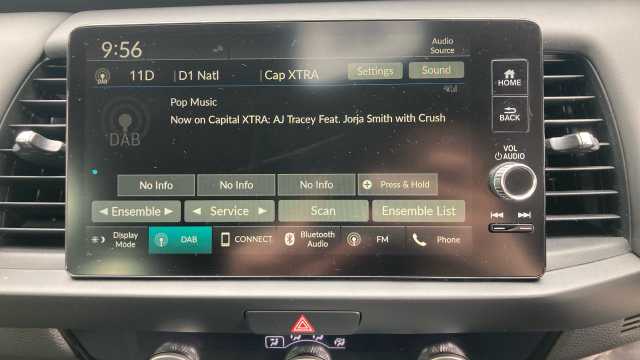 9:56
Audio Source
DAB 11D D1 Natl Cap XTRA Settings Sound
HOME
BACK
Pop Music
Now on Capital XTRA: AJ Tracey Feat. Jorja Smith with Crush
DAB
VOL
AUDIO
No Info No Info No Info Press & Hold
Ensemble Service Scan Ensemble List
Display Mode DAB CONNECT Bluetooth Audio FM Phone